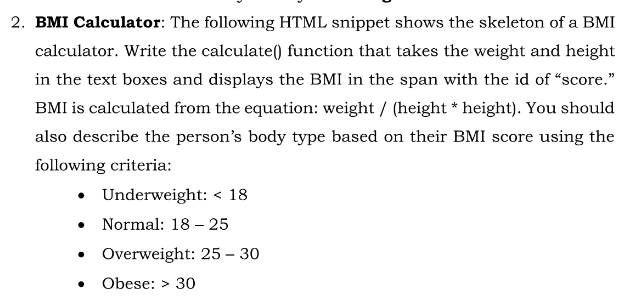 2. BMI Calculator: The following HTML snippet shows the skeleton of a BMI
calculator. Write the calculate() function that takes the weight and height
in the text boxes and displays the BMI in the span with the id of “score.”
BMI is calculated from the equation: weight / (height * height). You should
also describe the person’s body type based on their BMI score using the
following criteria:
• Underweight: < 18
• Normal: 18 – 25
• Overweight: 25 – 30
• Obese: > 30